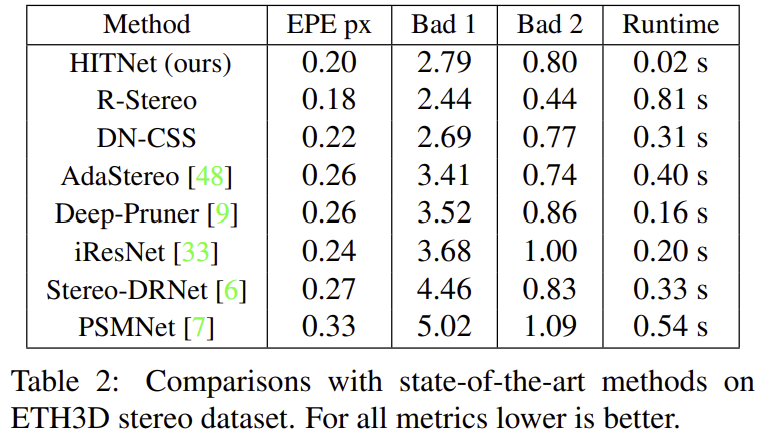 Method EPE px Bad 1 Bad 2 Runtime
HITNet (ours) 0.20 2.79 0.80 0.02 s
R-Stereo 0.18 2.44 0.44 0.81 s
DN-CSS 0.22 2.69 0.77 0.31 s
AdaStereo [48] 0.26 3.41 0.74 0.40 s
Deep-Pruner [9] 0.26 3.52 0.86 0.16 s
iResNet [33] 0.24 3.68 1.00 0.20 s
Stereo-DRNet [6] 0.27 4.46 0.83 0.33 s
PSMNet [7] 0.33 5.02 1.09 0.54 s
Table 2: Comparisons with state-of-the-art methods on
ETH3D stereo dataset. For all metrics lower is better.